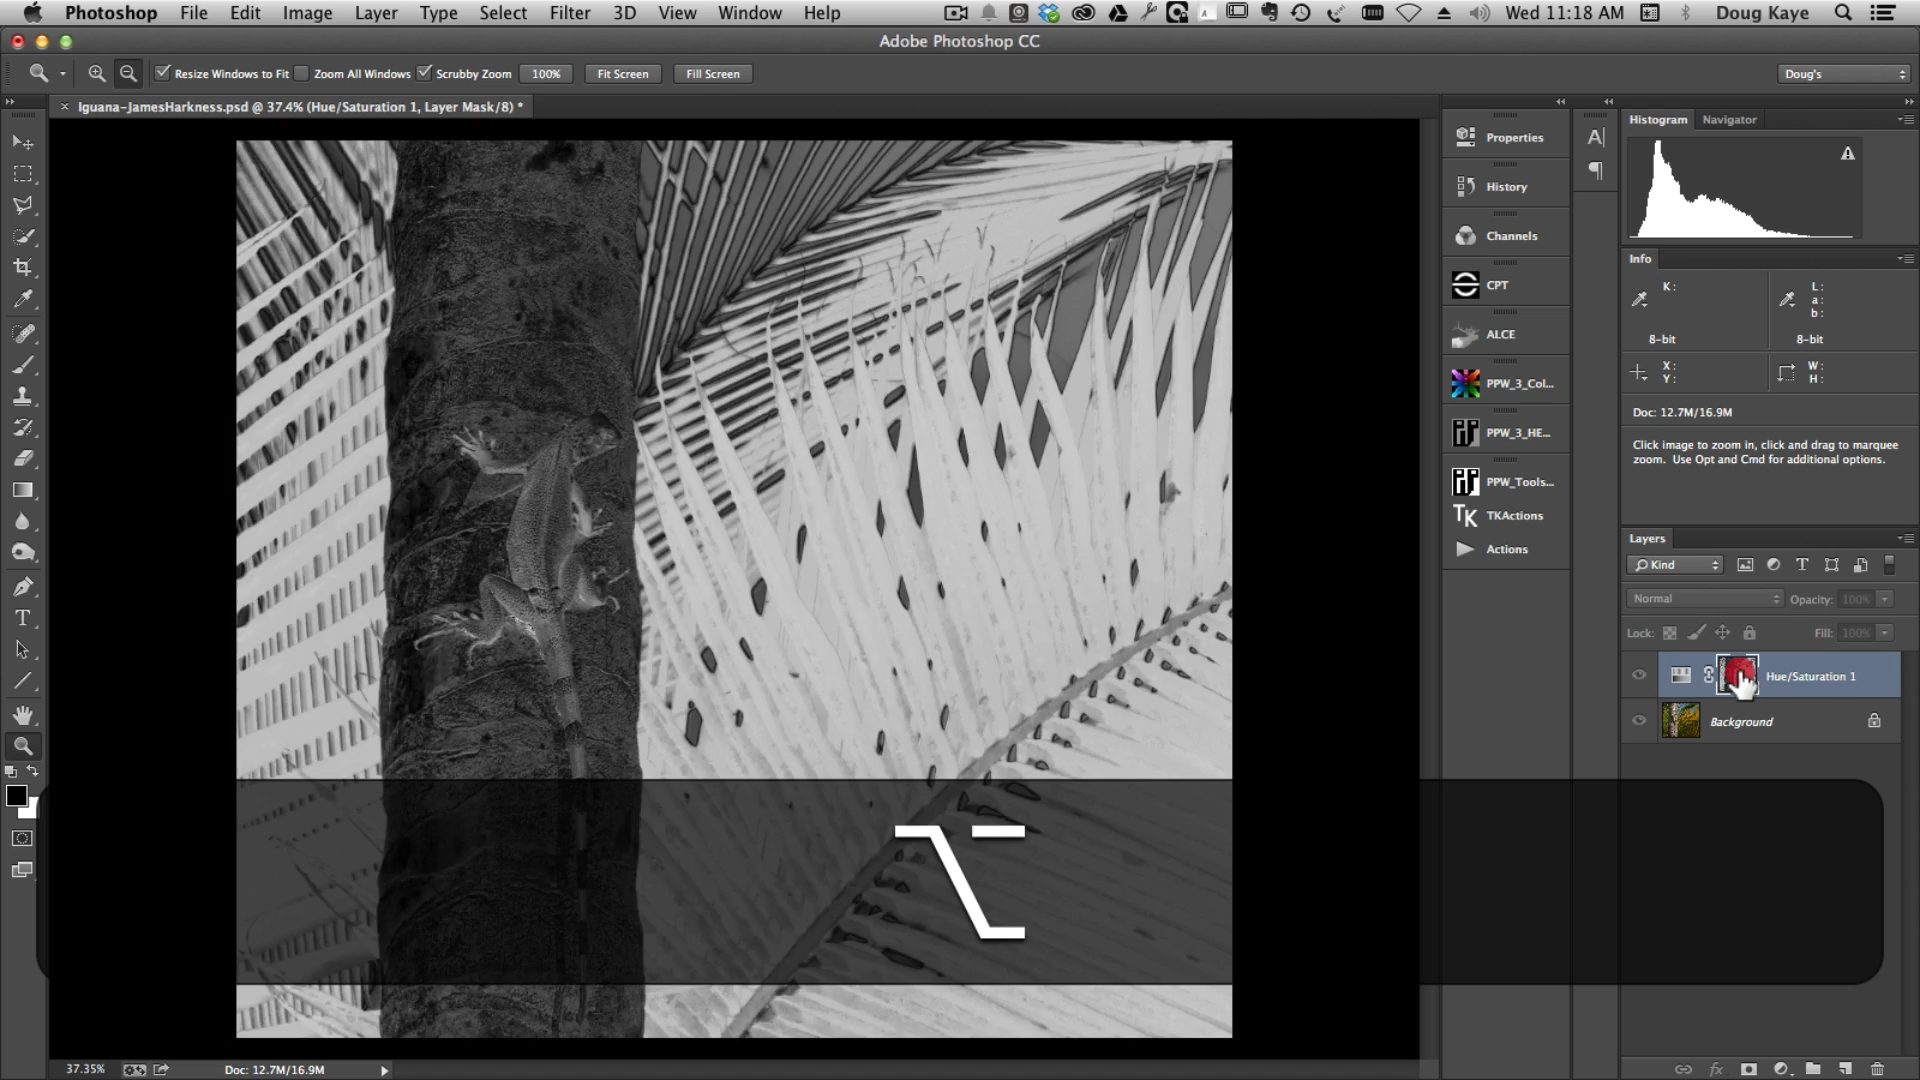 Photoshop File Edit Image Layer Type Select Filter 3D View Window Help Wed 11:18 AM Doug Kaye
Adobe Photoshop CC
Resize Windows to Fit Zoom All Windows Scrubby Zoom 100% Fit Screen Fill Screen Doug's
Iguana-JamesHarkness.psd @ 37.4% (Hue/Saturation 1, Layer Mask/8) *
Properties
History
Channels
CPT
ALCE
PPW_3_Col...
PPW_3_HE...
PPW_Tools...
TK TKActions
Actions
Histogram Navigator
Info
K: L:
a:
b:
8-bit 8-bit
X: W:
Y: H:
Doc: 12.7M/16.9M
Click image to zoom in, click and drag to marquee
zoom. Use Opt and Cmd for additional options.
Layers
Kind
Normal Opacity: 100%
Lock: Fill: 100%
Hue/Saturation 1
Background
⌥
37.35% Doc: 12.7M/16.9M
fx